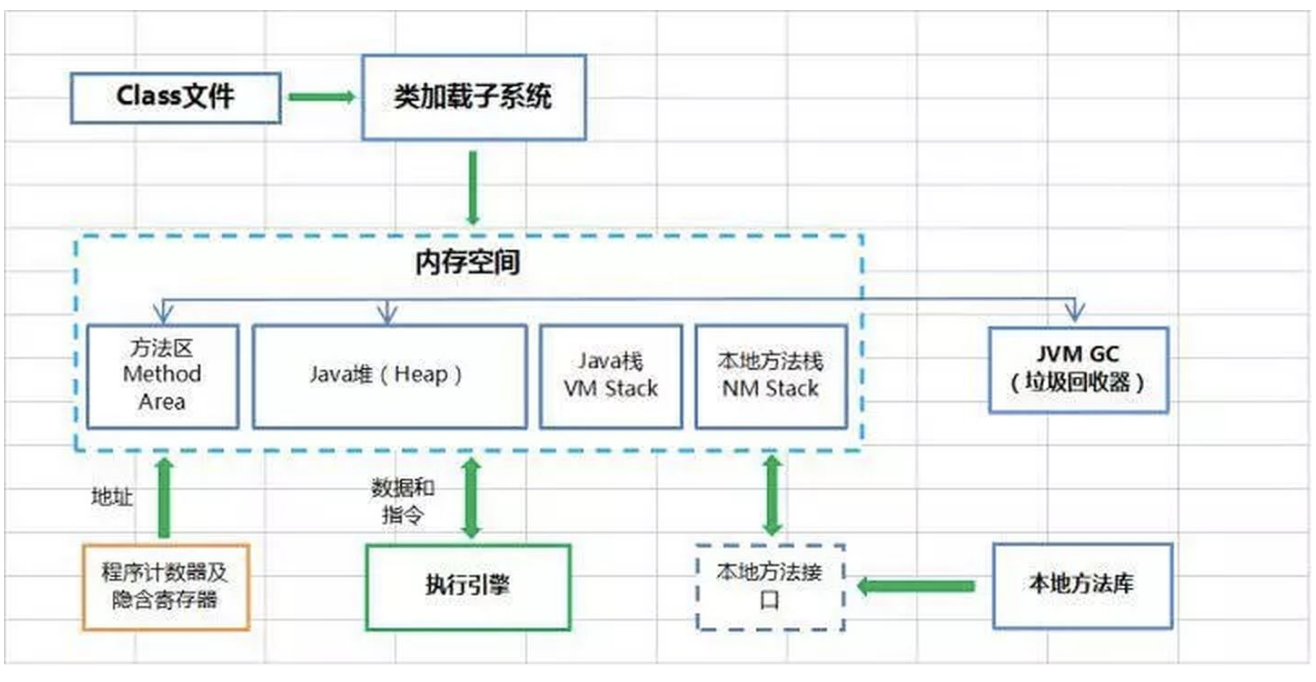 Class文件
类加载子系统
内存空间
方法区
Method
Area
Java堆（Heap）
Java栈
VM Stack
本地方法栈
NM Stack
JVM GC
（垃圾回收器）
地址
数据和
指令
程序计数器及
隐含寄存器
执行引擎
本地方法接
口
本地方法库